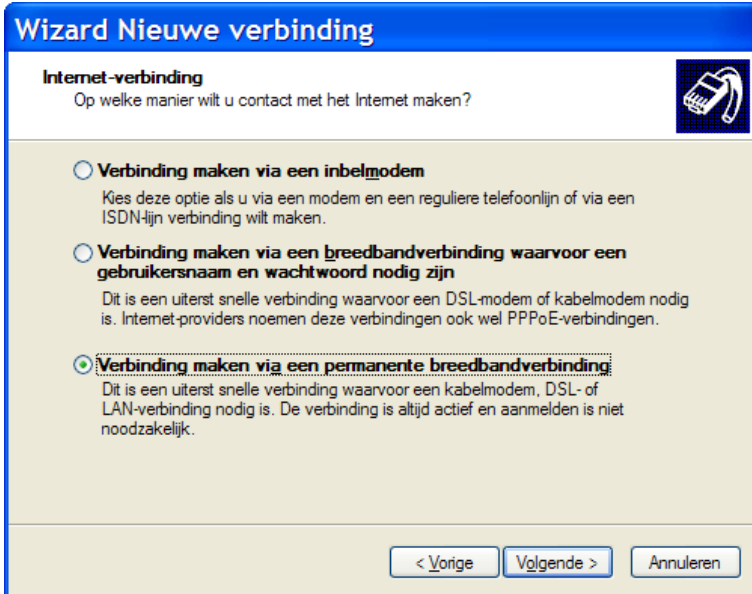 Wizard Nieuwe verbinding
Internet-verbinding
Op welke manier wilt u contact met het Internet maken?
Verbinding maken via een inbelmodem
Kies deze optie als u via een modem en een reguliere telefoonlijn of via een
ISDN-lijn verbinding wilt maken.
Verbinding maken via een breedbandverbinding waarvoor een
gebruikersnaam en wachtwoord nodig zijn
Dit is een uiterst snelle verbinding waarvoor een DSL-modem of kabelmodem nodig
is. Internet-providers noemen deze verbindingen ook wel PPPoE-verbindingen.
Verbinding maken via een permanente breedbandverbinding
Dit is een uiterst snelle verbinding waarvoor een kabelmodem, DSL- of
LAN-verbinding nodig is. De verbinding is altijd actief en aanmelden is niet
noodzakelijk.
< Vorige Volgende > Annuleren